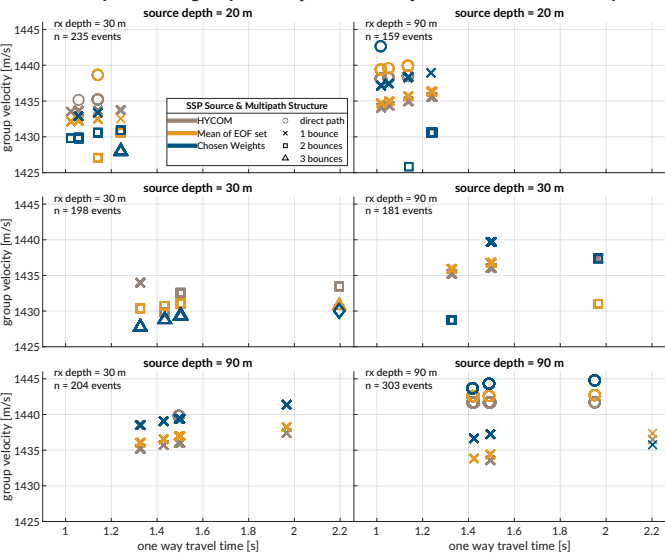 source depth = 20 m
source depth = 20 m
rx depth = 30 m
n = 235 events
rx depth = 90 m
n = 159 events
group velocity [m/s]
1445
1440
1435
1430
1425
SSP Source & Multipath Structure
HYCOM
Mean of EOF set
Chosen Weights
direct path
1 bounce
2 bounces
3 bounces
source depth = 30 m
source depth = 30 m
rx depth = 30 m
n = 198 events
rx depth = 90 m
n = 181 events
group velocity [m/s]
1445
1440
1435
1430
1425
source depth = 90 m
source depth = 90 m
rx depth = 30 m
n = 204 events
rx depth = 90 m
n = 303 events
group velocity [m/s]
1445
1440
1435
1430
1425
1 1.2 1.4 1.6 1.8 2 2.2
1 1.2 1.4 1.6 1.8 2 2.2
one way travel time [s]
one way travel time [s]